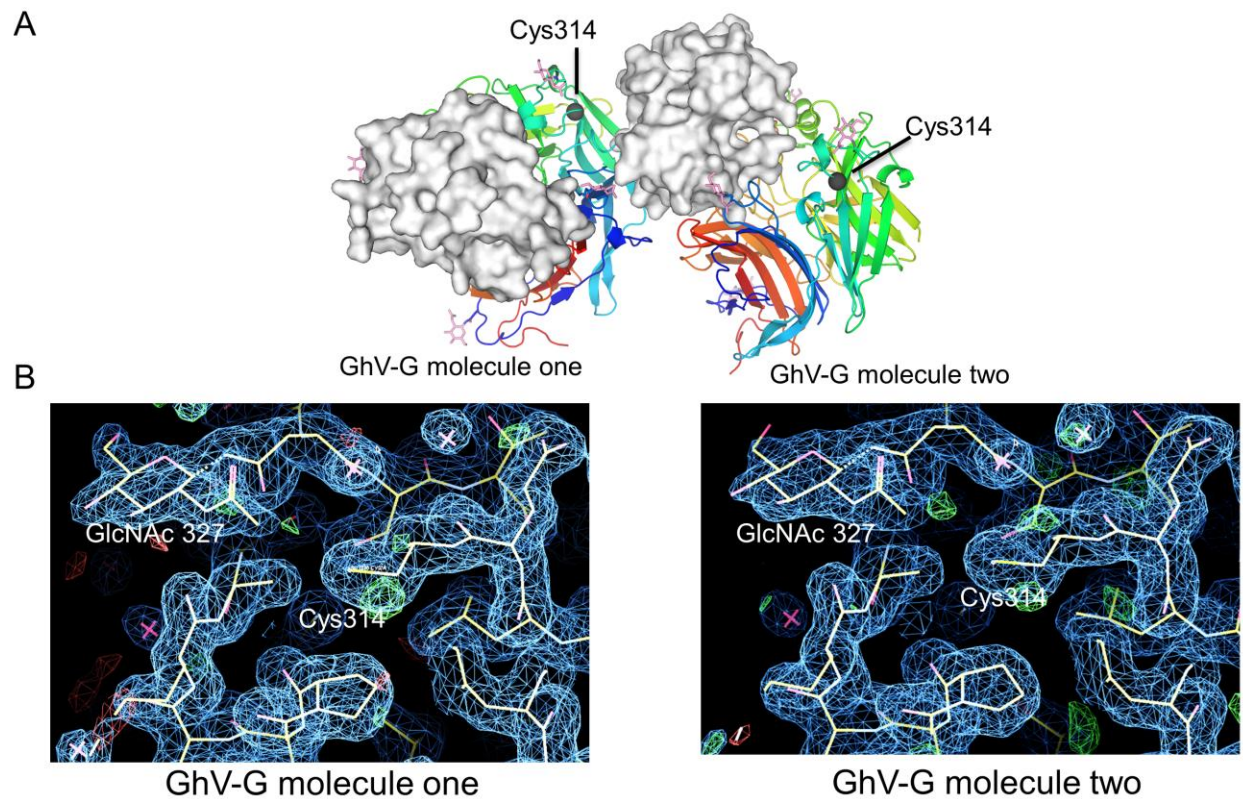 A
Cys314
Cys314
GhV-G molecule one
GhV-G molecule two
B
GlcNAc 327
Cys314
GlcNAc 327
Cys314
GhV-G molecule one
GhV-G molecule two